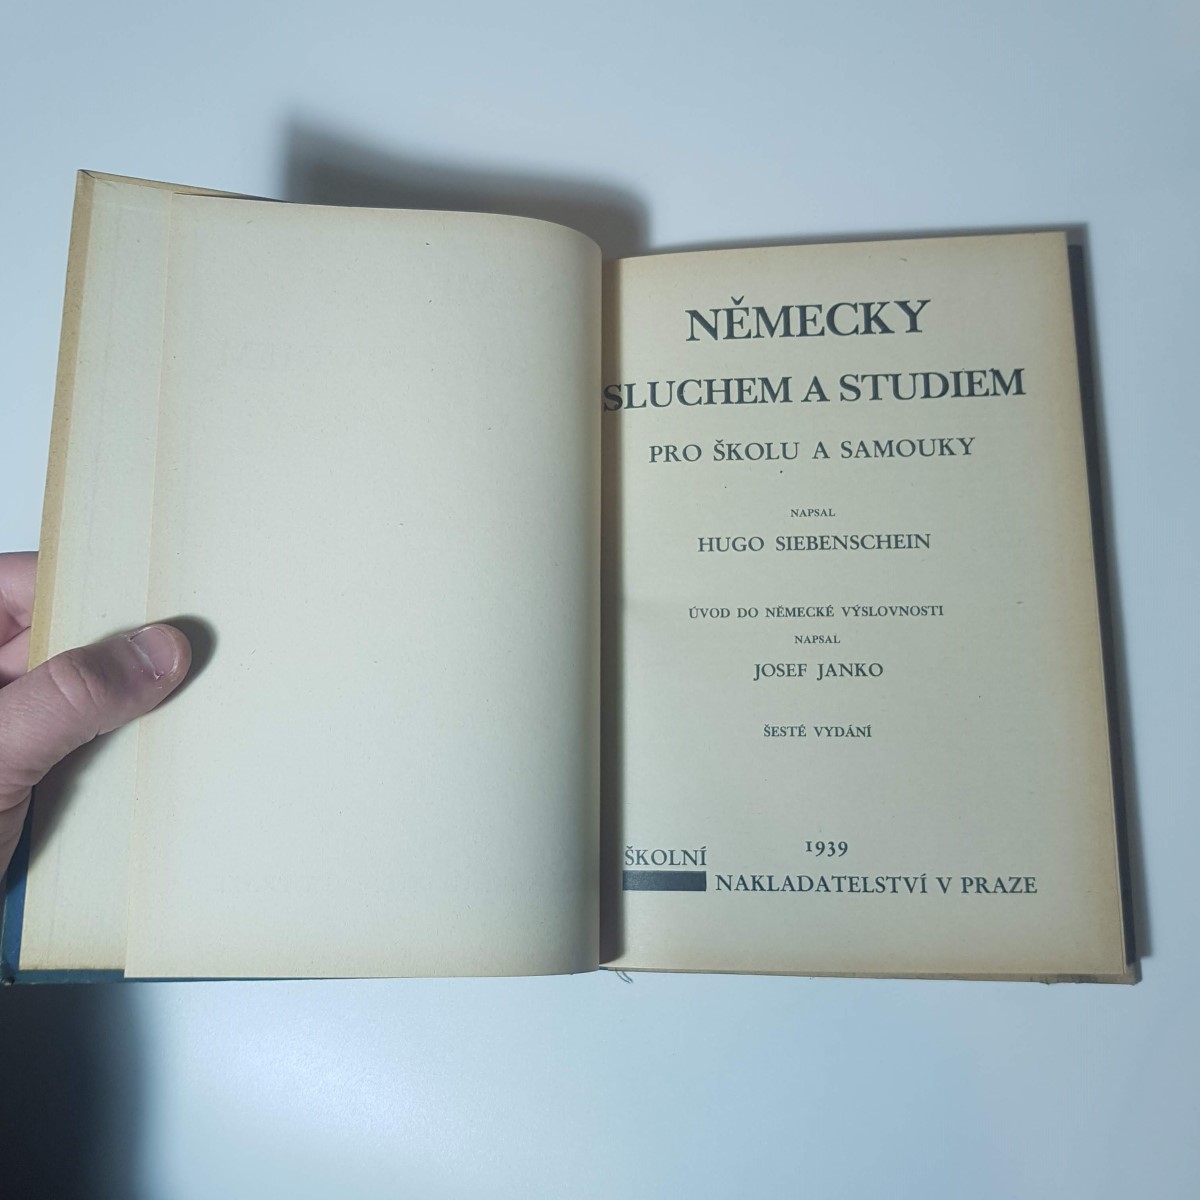 NĚMECKY
SLUCHEM A STUDIEM
PRO ŠKOLU A SAMOUKY
NAPSAL
HUGO SIEBENSCHEIN
ÚVOD DO NĚMECKÉ VÝSLOVNOSTI
NAPSAL
JOSEF JANKO
ŠESTÉ VYDÁNÍ
1939
ŠKOLNÍ
NAKLADATELSTVÍ V PRAZE